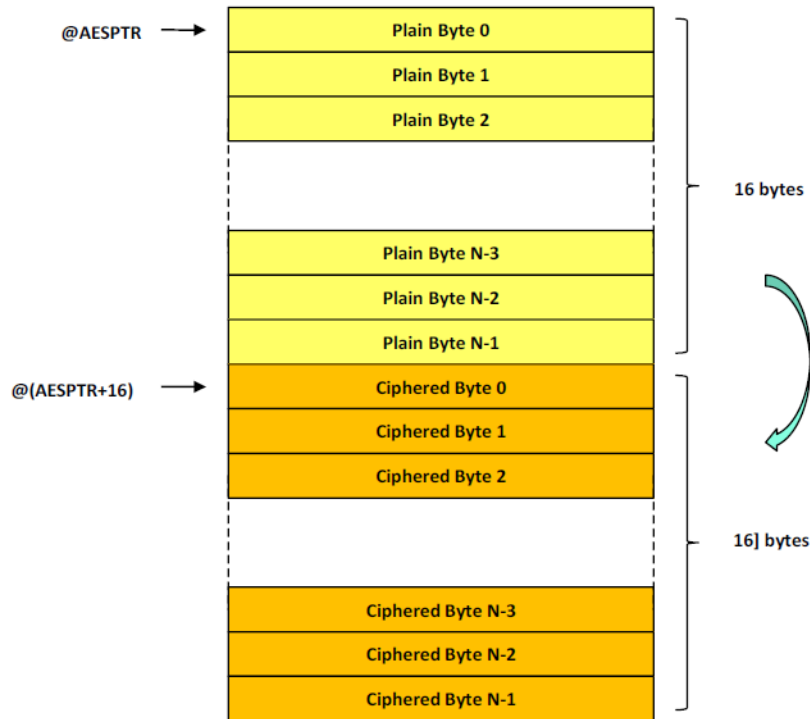 @AESPTR
Plain Byte 0
Plain Byte 1
Plain Byte 2
16 bytes
Plain Byte N-3
Plain Byte N-2
Plain Byte N-1
@(AESPTR+16)
Ciphered Byte 0
Ciphered Byte 1
Ciphered Byte 2
16] bytes
Ciphered Byte N-3
Ciphered Byte N-2
Ciphered Byte N-1